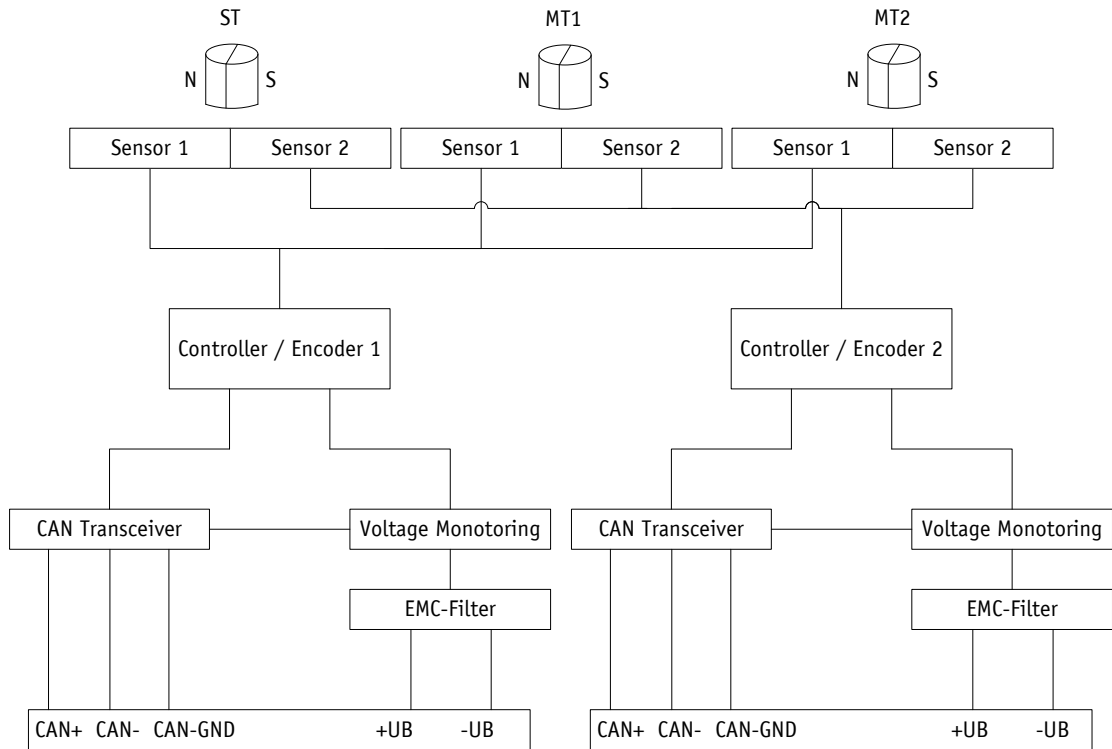 ST MT1 MT2
N S N S N S
Sensor 1 Sensor 2 Sensor 1 Sensor 2 Sensor 1 Sensor 2
Controller / Encoder 1 Controller / Encoder 2
CAN Transceiver Voltage Monotoring CAN Transceiver Voltage Monotoring
EMC-Filter EMC-Filter
CAN+ CAN- CAN-GND +UB -UB CAN+ CAN- CAN-GND +UB -UB